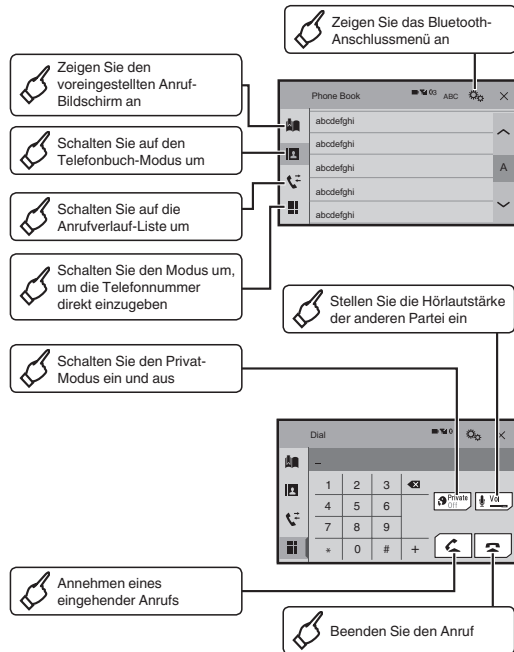 Zeigen Sie das Bluetooth-
Anschlussmenü an
Zeigen Sie den
voreingestellten Anruf-
Bildschirm an
Schalten Sie auf den
Telefonbuch-Modus um
Schalten Sie auf die
Anrufverlauf-Liste um
Schalten Sie den Modus um,
um die Telefonnummer
direkt einzugeben
Phone Book 03 ABC
abcdefghi
abcdefghi
abcdefghi
A
abcdefghi
abcdefghi
Stellen Sie die Hörlautstärke
der anderen Partei ein
Schalten Sie den Privat-
Modus ein und aus
Dial 0
1 2 3
4 5 6
7 8 9
* 0 # +
Private
Off
Vol
Annehmen eines
eingehender Anrufs
Beenden Sie den Anruf